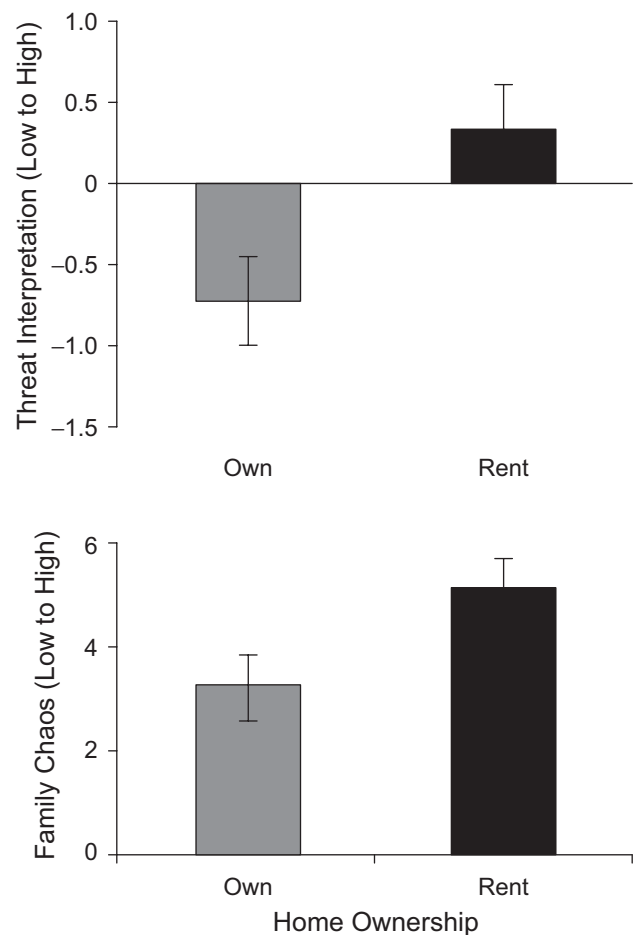 Threat Interpretation (Low to High)
1.0
0.5
0
–0.5
–1.0
–1.5
Own Rent
Family Chaos (Low to High)
6
4
2
0
Own Rent
Home Ownership